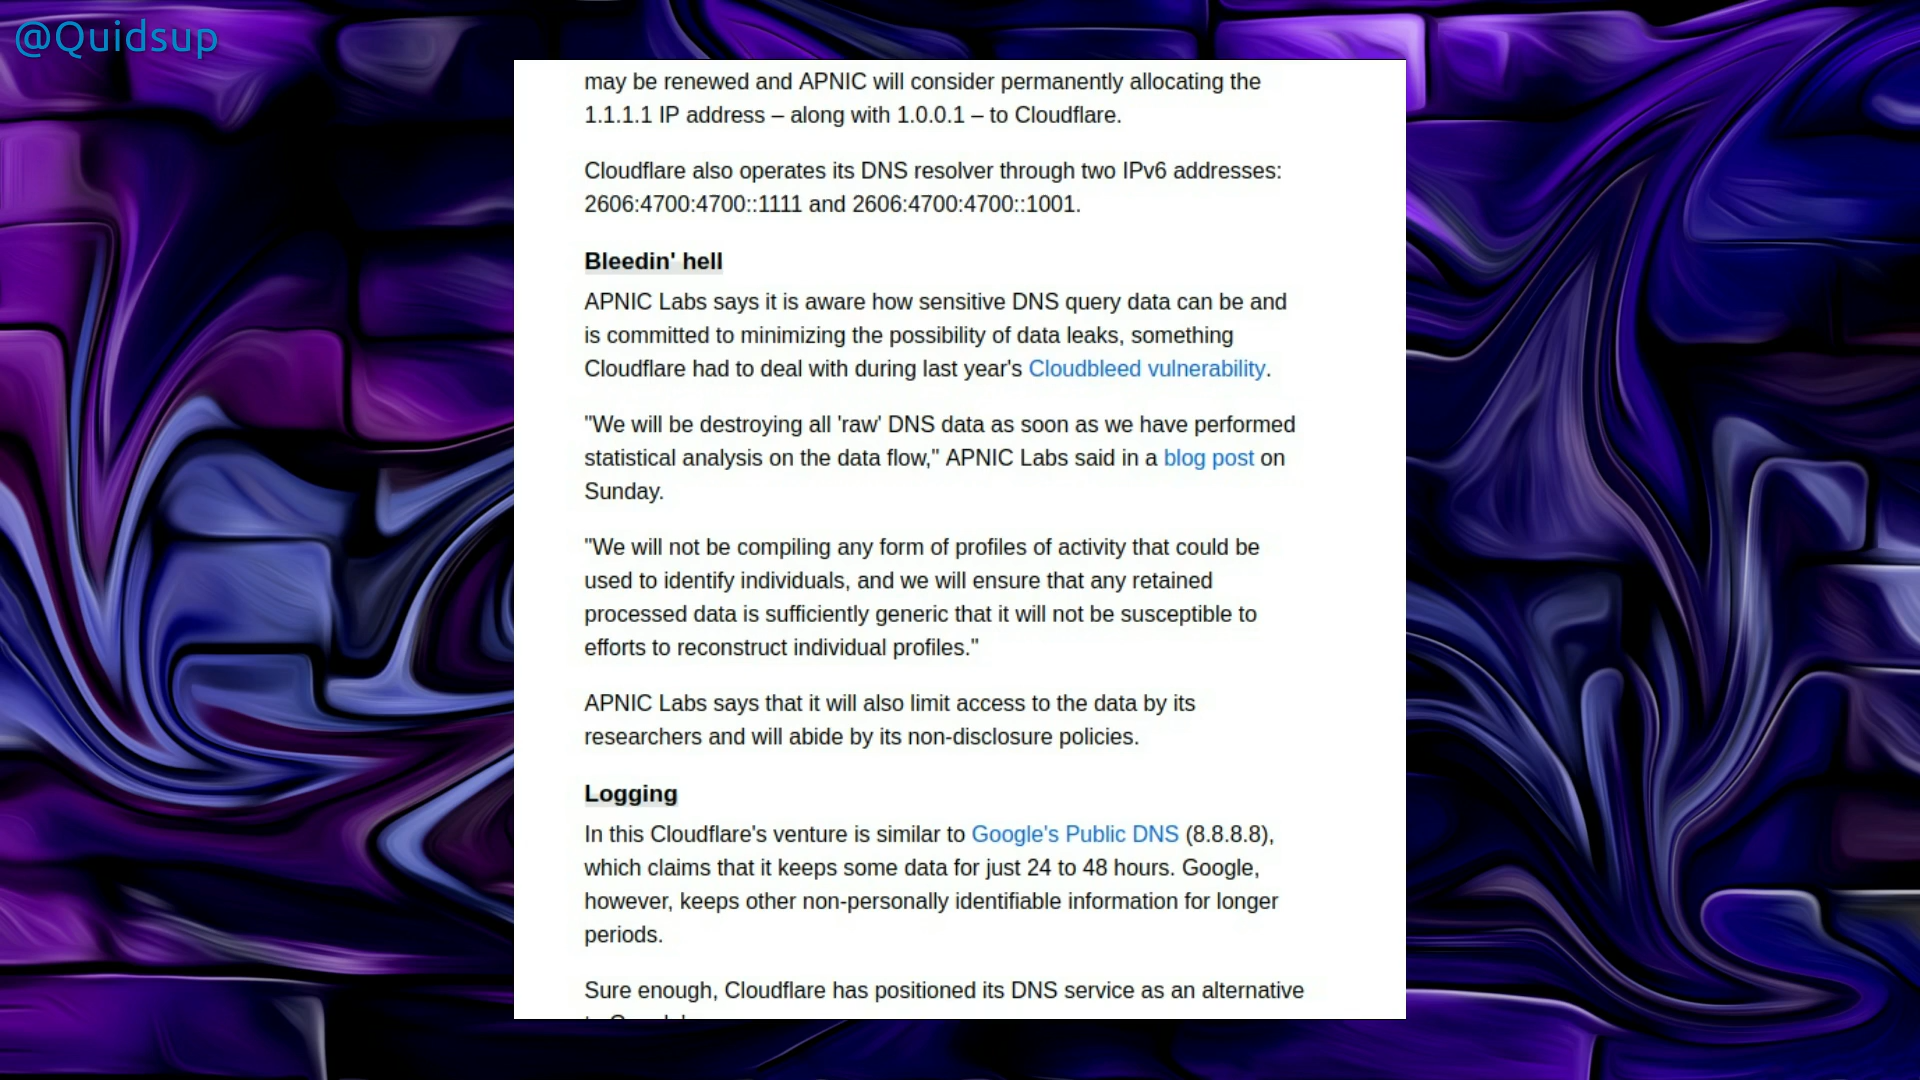 @Quidsup
may be renewed and APNIC will consider permanently allocating the
1.1.1.1 IP address – along with 1.0.0.1 – to Cloudflare.
Cloudflare also operates its DNS resolver through two IPv6 addresses:
2606:4700:4700::1111 and 2606:4700:4700::1001.
Bleedin' hell
APNIC Labs says it is aware how sensitive DNS query data can be and
is committed to minimizing the possibility of data leaks, something
Cloudflare had to deal with during last year's Cloudbleed vulnerability.
"We will be destroying all 'raw' DNS data as soon as we have performed
statistical analysis on the data flow," APNIC Labs said in a blog post on
Sunday.
"We will not be compiling any form of profiles of activity that could be
used to identify individuals, and we will ensure that any retained
processed data is sufficiently generic that it will not be susceptible to
efforts to reconstruct individual profiles."
APNIC Labs says that it will also limit access to the data by its
researchers and will abide by its non-disclosure policies.
Logging
In this Cloudflare's venture is similar to Google's Public DNS (8.8.8.8),
which claims that it keeps some data for just 24 to 48 hours. Google,
however, keeps other non-personally identifiable information for longer
periods.
Sure enough, Cloudflare has positioned its DNS service as an alternative